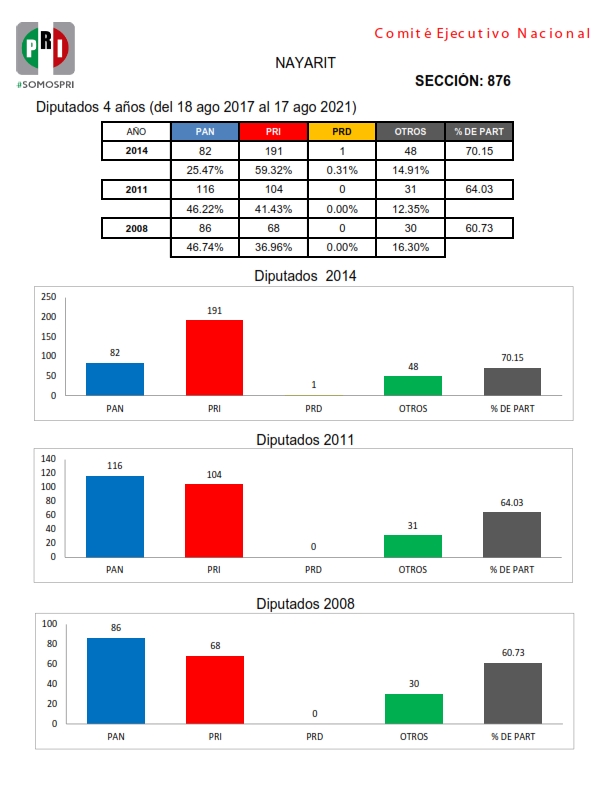 Comité Ejecutivo Nacional
PRI
#SOMOSPRI
NAYARIT
SECCIÓN: 876
Diputados 4 años (del 18 ago 2017 al 17 ago 2021)
AÑO PAN PRI PRD OTROS % DE PART
2014 82 191 1 48 70.15
25.47% 59.32% 0.31% 14.91%
2011 116 104 0 31 64.03
46.22% 41.43% 0.00% 12.35%
2008 86 68 0 30 60.73
46.74% 36.96% 0.00% 16.30%
Diputados 2014
250
200
150
100
50
0
82 191 1 48 70.15
PAN PRI PRD OTROS % DE PART
Diputados 2011
140
120
100
80
60
40
20
0
116 104 0 31 64.03
PAN PRI PRD OTROS % DE PART
Diputados 2008
100
80
60
40
20
0
86 68 0 30 60.73
PAN PRI PRD OTROS % DE PART